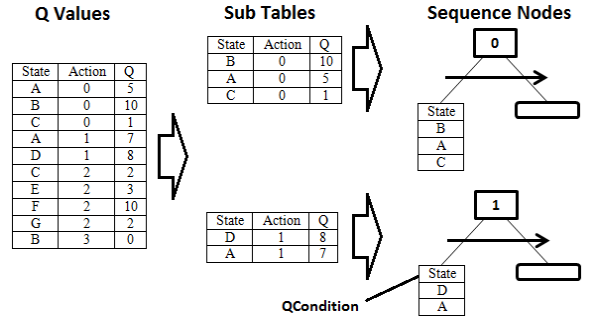 Q Values
State Action Q
A 0 5
B 0 10
C 0 1
A 1 7
D 1 8
C 2 2
E 2 3
F 2 10
G 2 2
B 3 0
Sub Tables
State Action Q
B 0 10
A 0 5
C 0 1
State Action Q
D 1 8
A 1 7
Sequence Nodes
0
State
B
A
C
1
State
D
A
QCondition